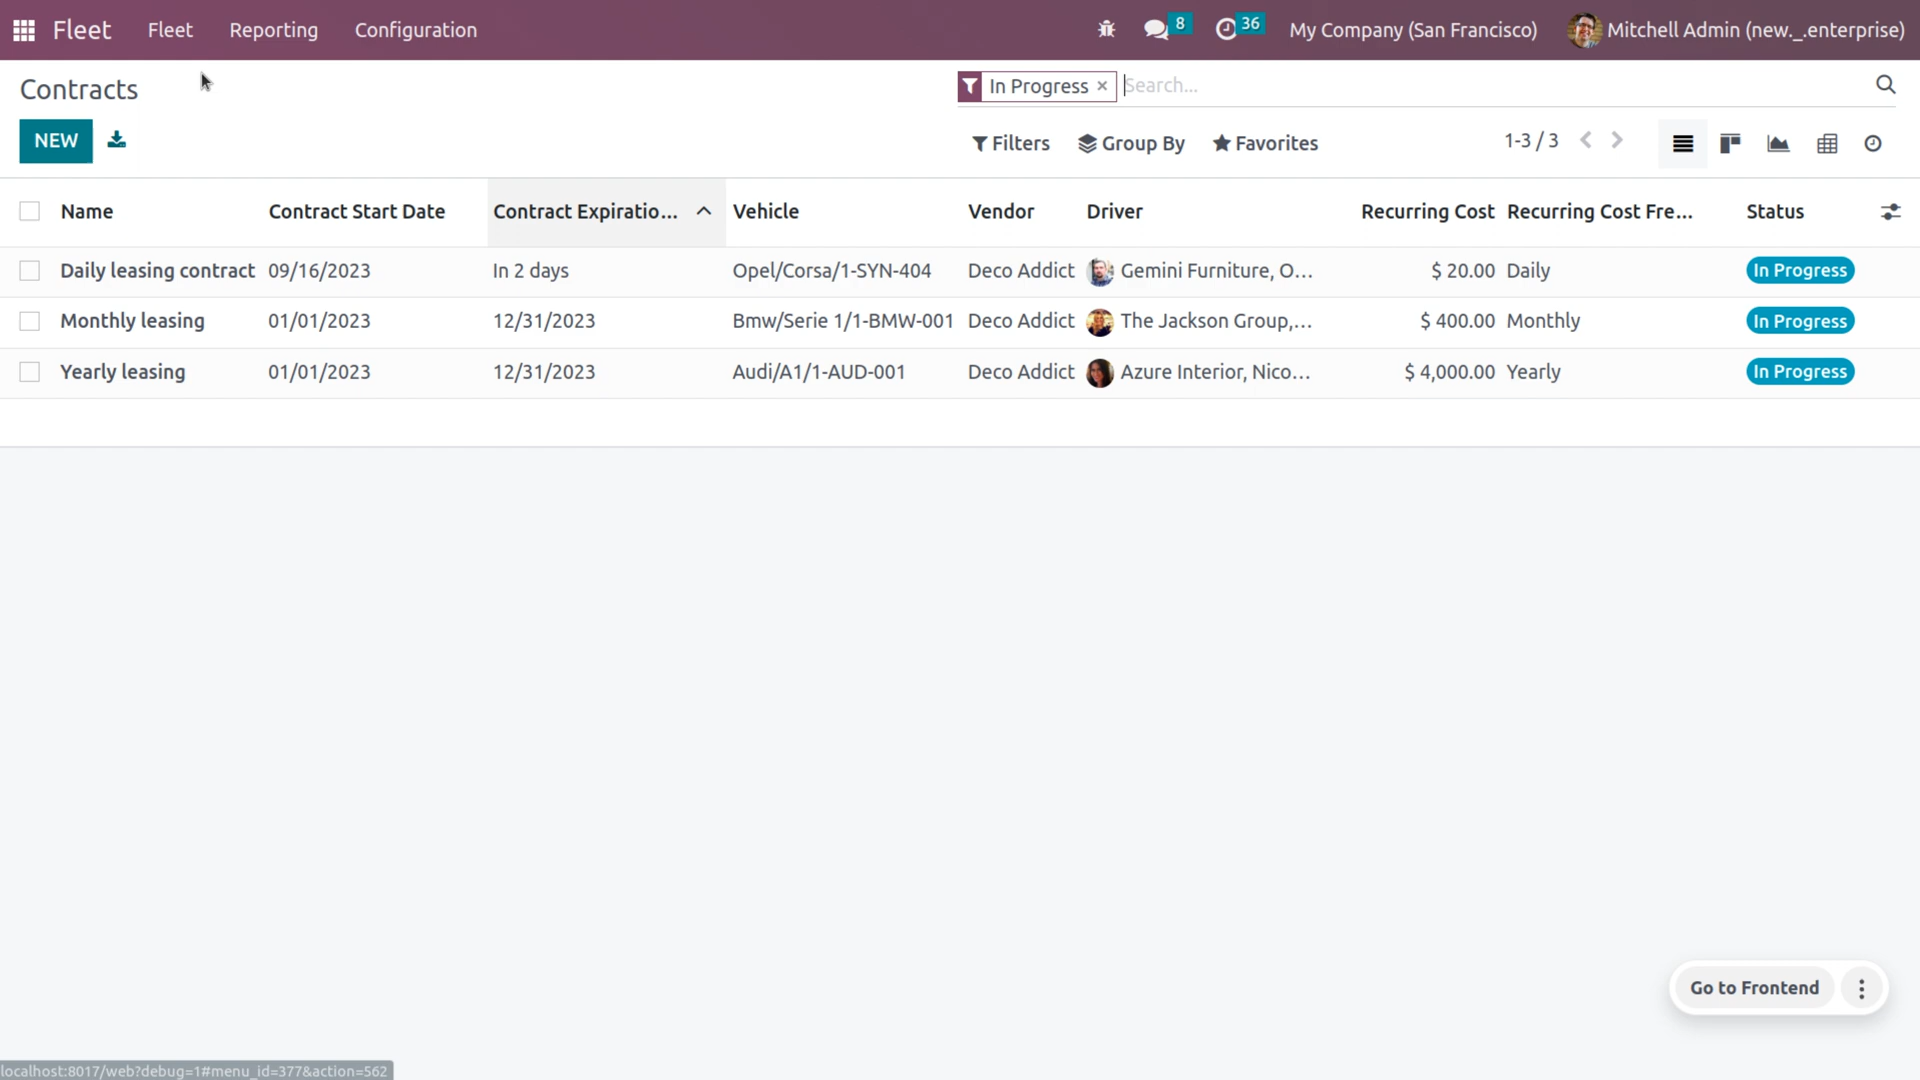 Fleet Fleet Reporting Configuration 8 36 My Company (San Francisco) Mitchell Admin (new._.enterprise)
Contracts In Progress × Search...
NEW Filters Group By Favorites 1-3 / 3
Name Contract Start Date Contract Expiratio... Vehicle Vendor Driver Recurring Cost Recurring Cost Fre... Status
Daily leasing contract 09/16/2023 In 2 days Opel/Corsa/1-SYN-404 Deco Addict Gemini Furniture, O... $ 20.00 Daily In Progress
Monthly leasing 01/01/2023 12/31/2023 Bmw/Serie 1/1-BMW-001 Deco Addict The Jackson Group,... $ 400.00 Monthly In Progress
Yearly leasing 01/01/2023 12/31/2023 Audi/A1/1-AUD-001 Deco Addict Azure Interior, Nico... $ 4,000.00 Yearly In Progress
Go to Frontend
localhost:8017/web?debug=1#menu_id=377&action=562